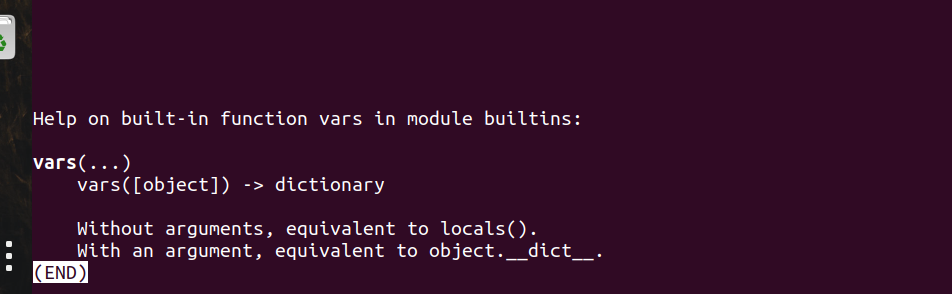 Help on built-in function vars in module builtins:
vars(...)
vars([object]) -> dictionary
Without arguments, equivalent to locals().
With an argument, equivalent to object.__dict__.
(END)